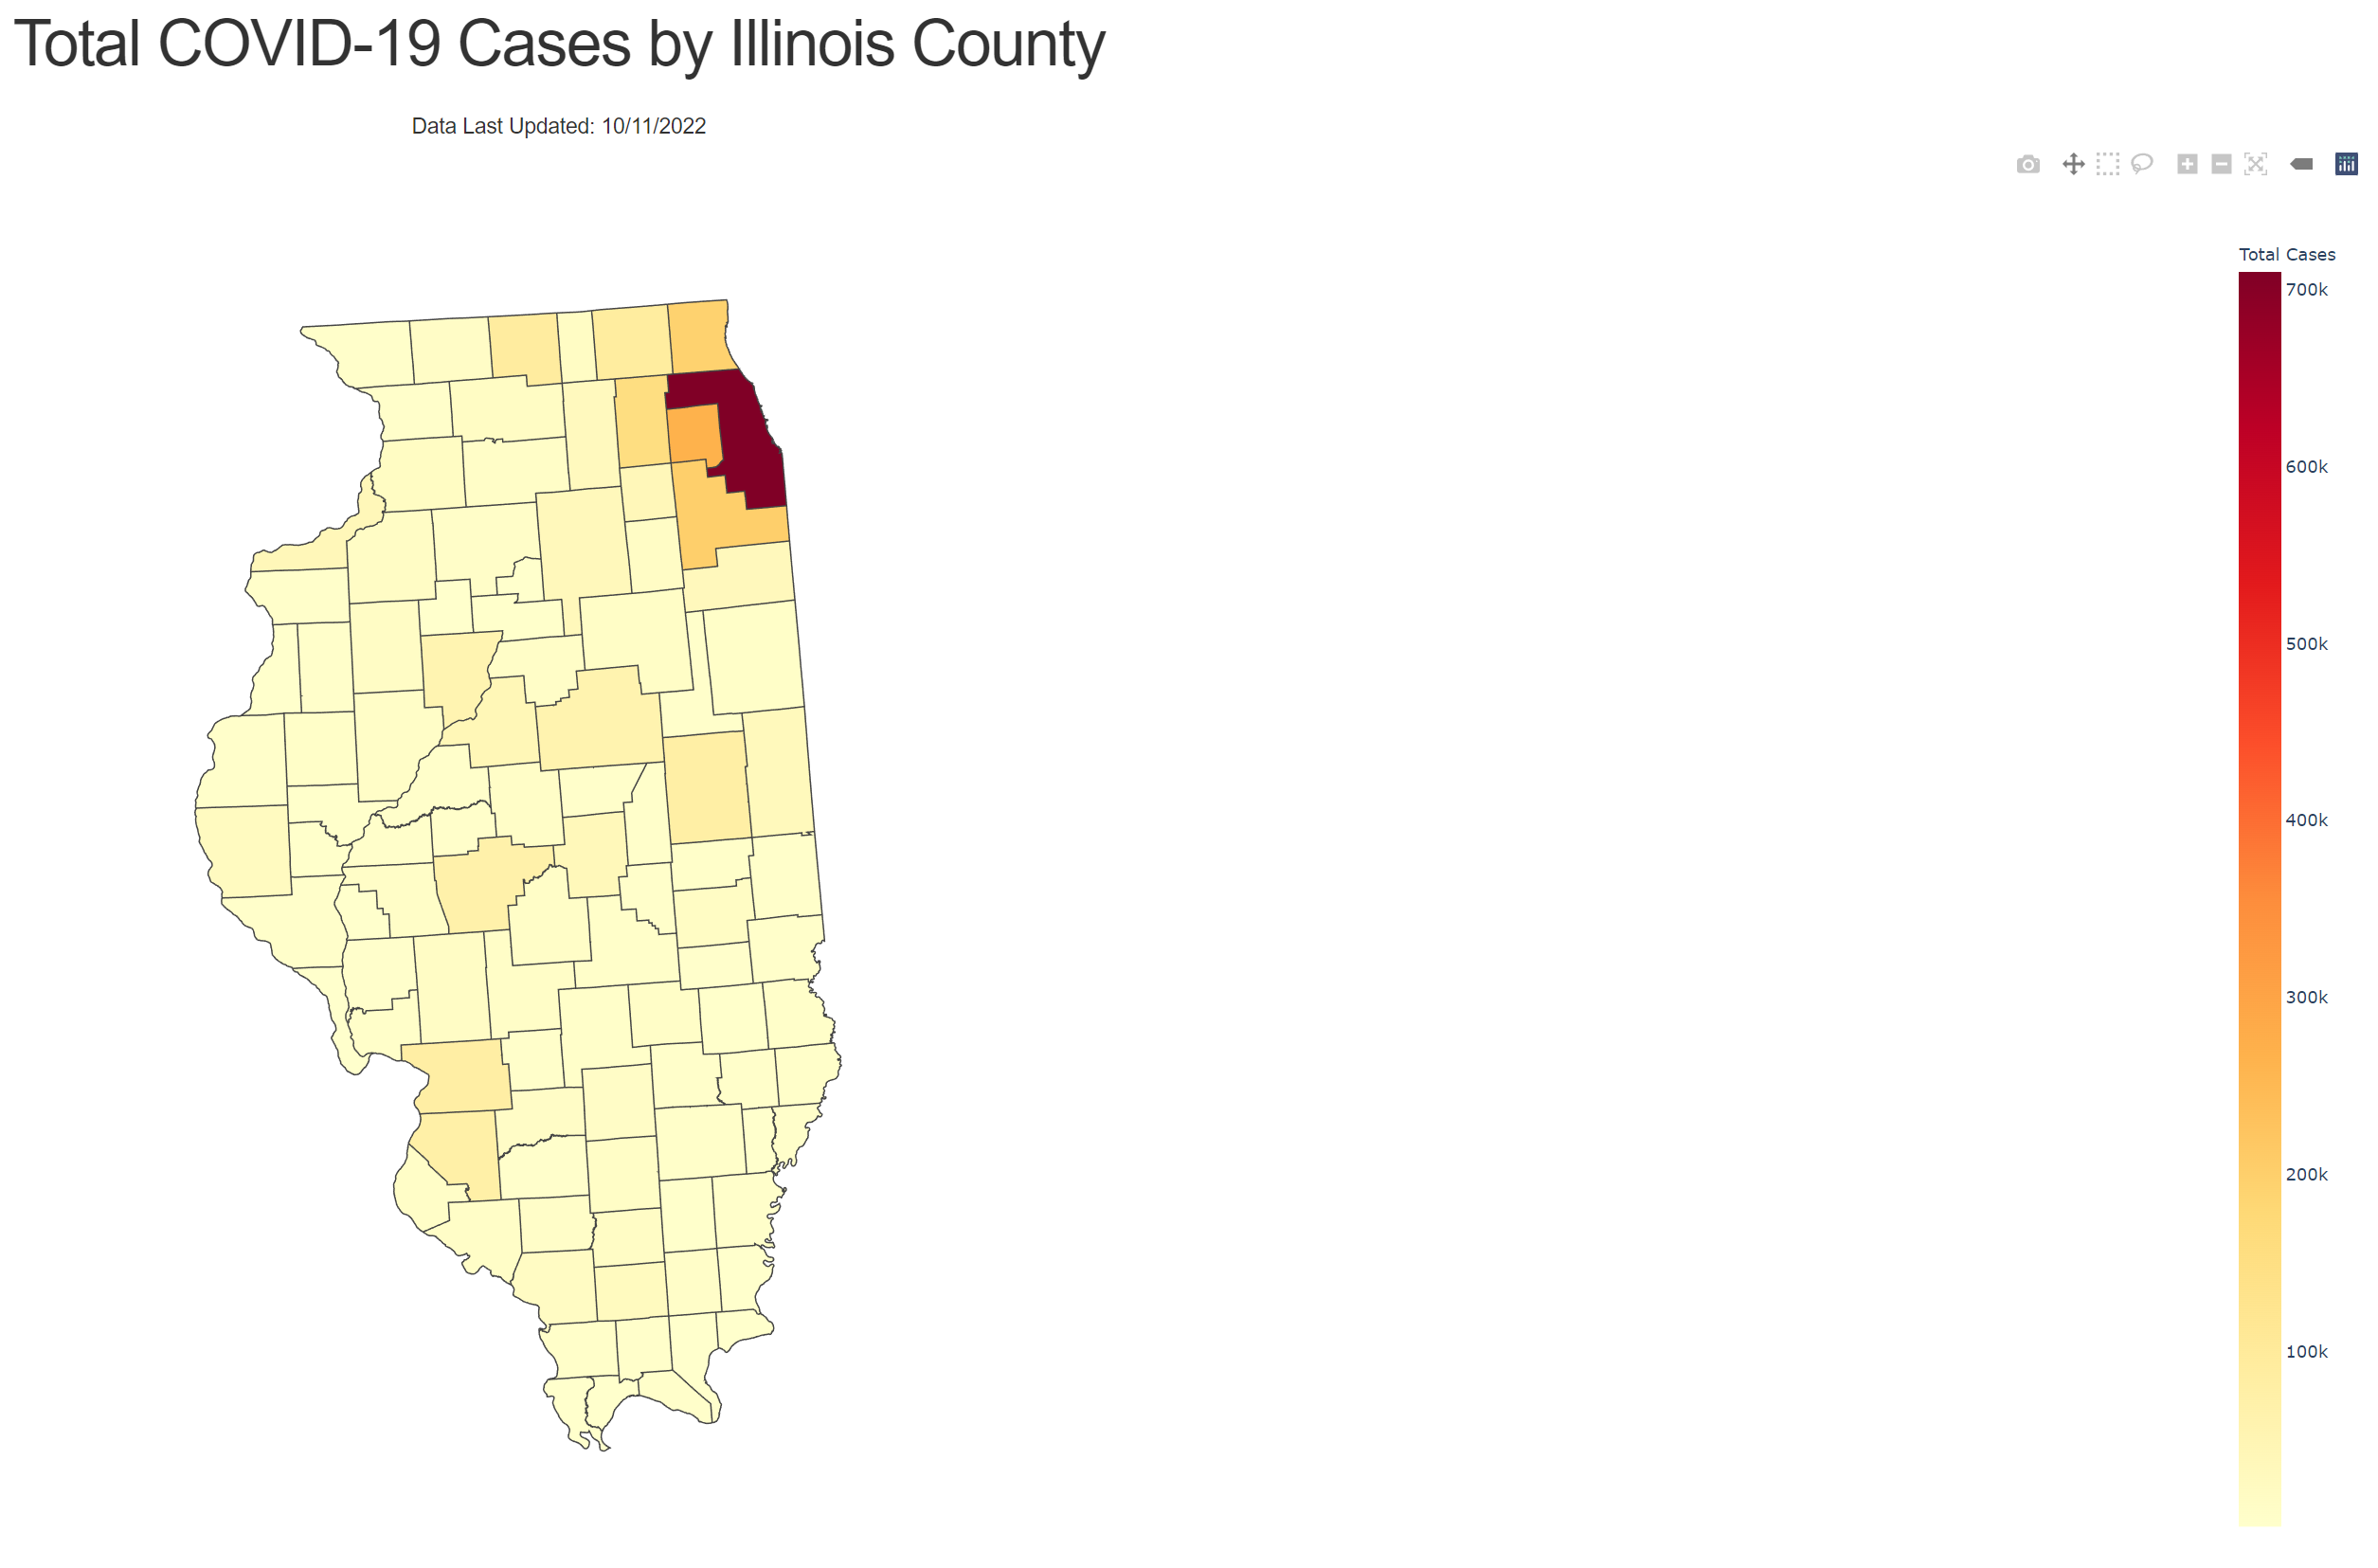 Total COVID-19 Cases by Illinois County
Data Last Updated: 10/11/2022
Total Cases
700k
600k
500k
400k
300k
200k
100k